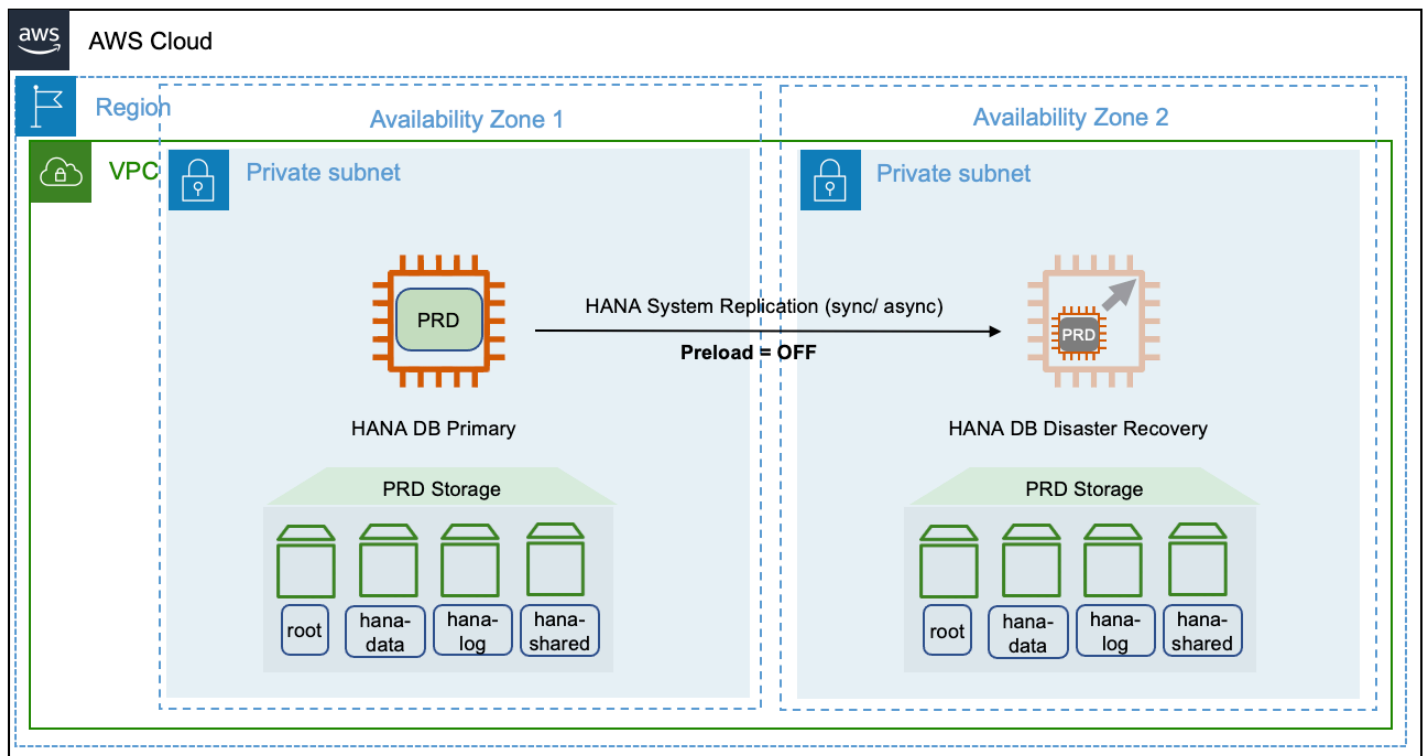 aws
AWS Cloud
Region
Availability Zone 1
Availability Zone 2
VPC
Private subnet
Private subnet
PRD
HANA System Replication (sync/ async)
Preload = OFF
PRD
HANA DB Primary
HANA DB Disaster Recovery
PRD Storage
PRD Storage
root
hana-
data
hana-
log
hana-
shared
root
hana-
data
hana-
log
hana-
shared